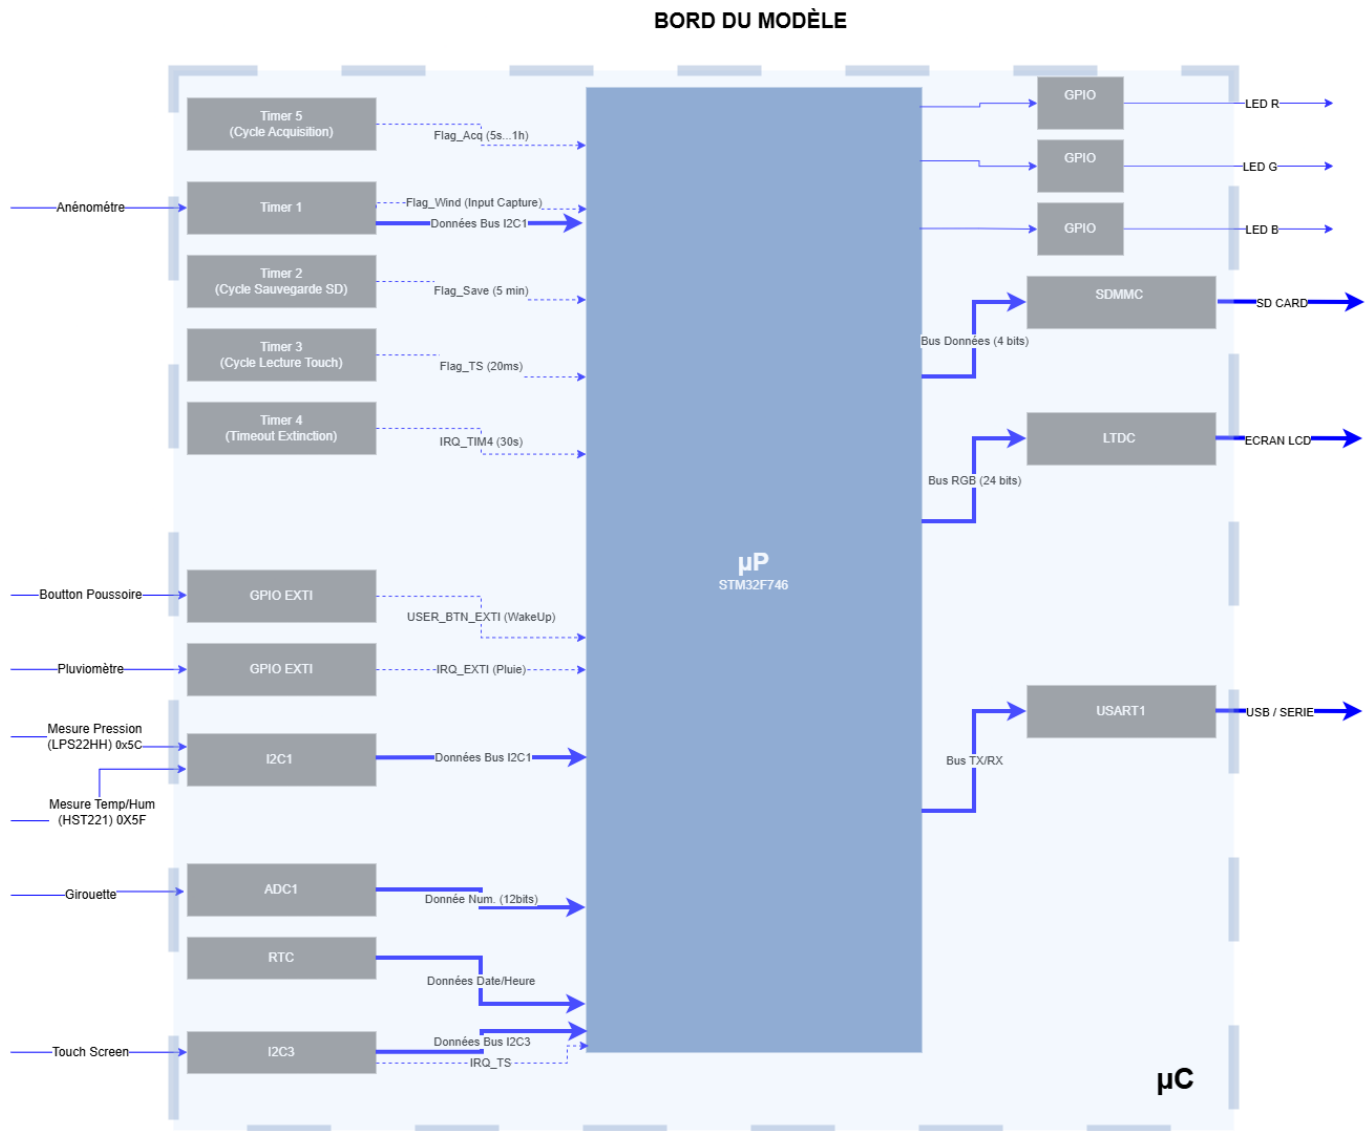 BORD DU MODÈLE
Timer 5
(Cycle Acquisition)
Flag_Acq (5s...1h)
GPIO
LED R
GPIO
LED G
Anénométre
Timer 1
Flag_Wind (Input Capture)
Données Bus I2C1
GPIO
LED B
Timer 2
(Cycle Sauvegarde SD)
Flag_Save (5 min)
SDMMC
SD CARD
Bus Données (4 bits)
Timer 3
(Cycle Lecture Touch)
Flag_TS (20ms)
Timer 4
(Timeout Extinction)
IRQ_TIM4 (30s)
LTDC
ECRAN LCD
Bus RGB (24 bits)
µP
STM32F746
Boutton Poussoire
GPIO EXTI
USER_BTN_EXTI (WakeUp)
Pluviomètre
GPIO EXTI
IRQ_EXTI (Pluie)
USART1
USB / SERIE
Bus TX/RX
Mesure Pression
(LPS22HH) 0x5C
I2C1
Données Bus I2C1
Mesure Temp/Hum
(HST221) 0X5F
Girouette
ADC1
Donnée Num. (12bits)
RTC
Données Date/Heure
Touch Screen
I2C3
Données Bus I2C3
IRQ_TS
µC